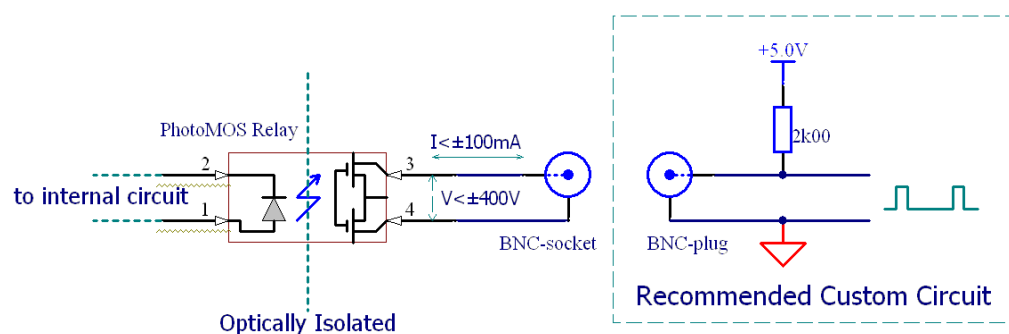 +5.0V
PhotoMOS Relay
I<±100mA
2k00
2
3
to internal circuit
V<±400V
1
4
BNC-socket
BNC-plug
Recommended Custom Circuit
Optically Isolated